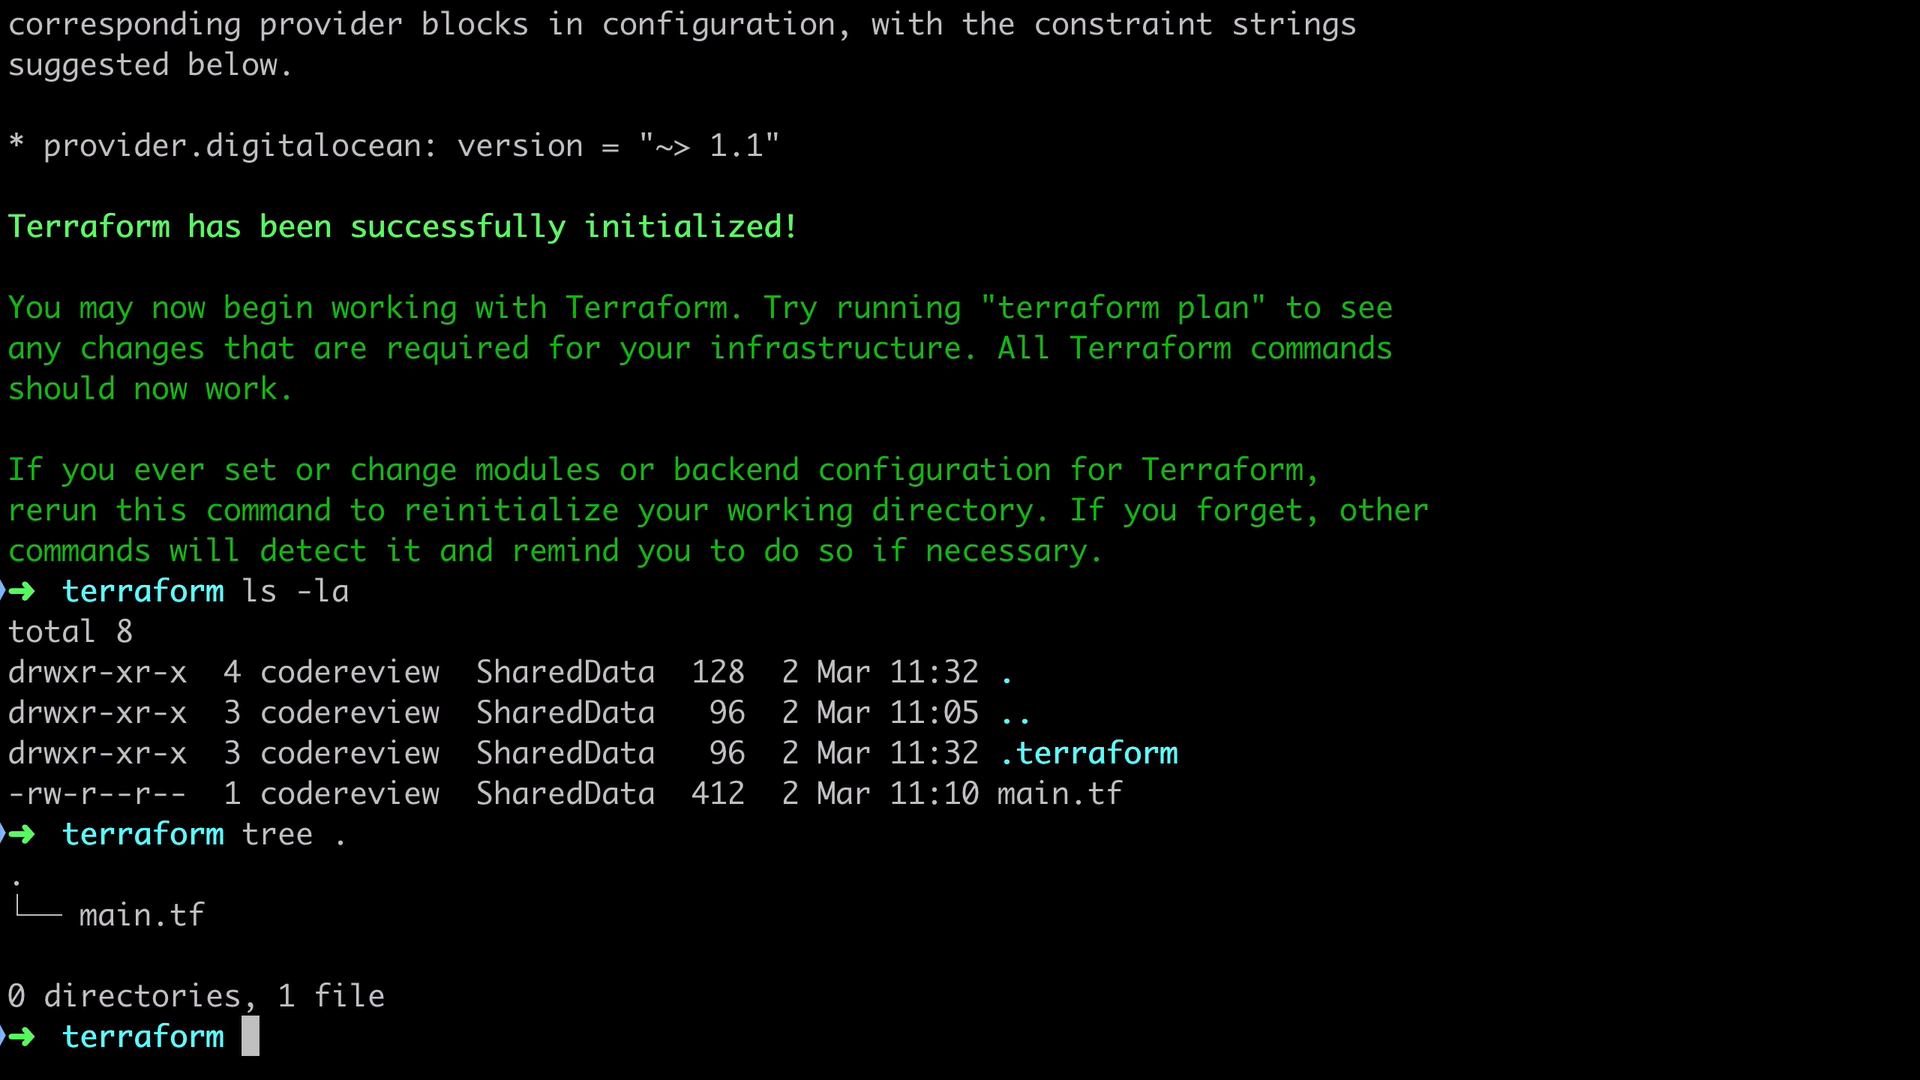 corresponding provider blocks in configuration, with the constraint strings
suggested below.
* provider.digitalocean: version = "~> 1.1"
Terraform has been successfully initialized!
You may now begin working with Terraform. Try running "terraform plan" to see
any changes that are required for your infrastructure. All Terraform commands
should now work.
If you ever set or change modules or backend configuration for Terraform,
rerun this command to reinitialize your working directory. If you forget, other
commands will detect it and remind you to do so if necessary.
➜  terraform ls -la
total 8
drwxr-xr-x  4 codereview  SharedData  128  2 Mar 11:32 .
drwxr-xr-x  3 codereview  SharedData   96  2 Mar 11:05 ..
drwxr-xr-x  3 codereview  SharedData   96  2 Mar 11:32 .terraform
-rw-r--r--  1 codereview  SharedData  412  2 Mar 11:10 main.tf
➜  terraform tree .
.
└── main.tf
0 directories, 1 file
➜  terraform